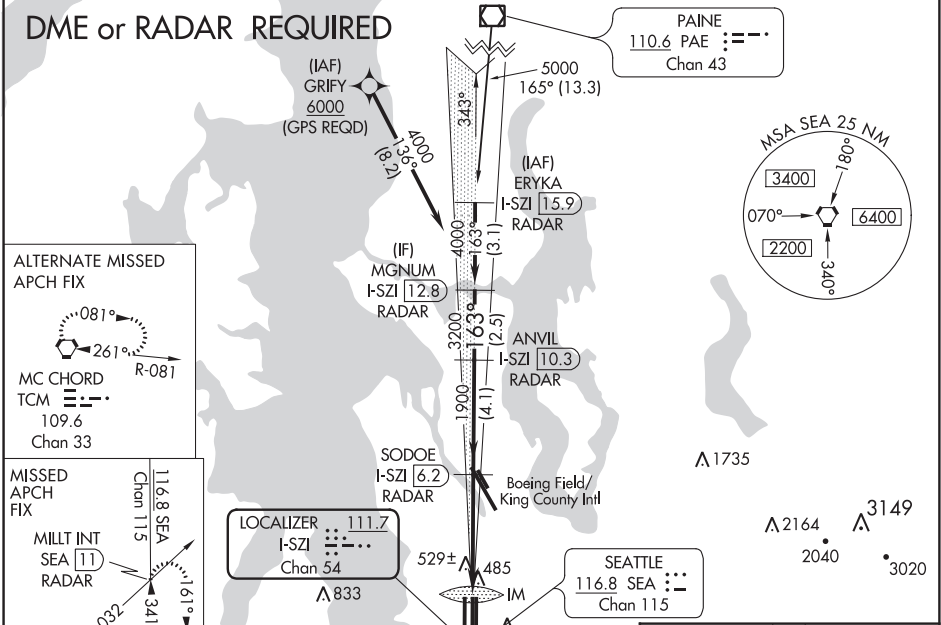 DME or RADAR REQUIRED
PAINE
110.6 PAE
Chan 43
(IAF)
GRIFY
6000
(GPS REQD)
4000
136°
(8.2)
343°
5000
165° (13.3)
(IAF)
ERYKA
I-SZI 15.9
RADAR
4000
163°
(3.1)
MSA SEA 25 NM
180°
3400
070°
6400
2200
340°
(IF)
MGNUM
I-SZI 12.8
RADAR
3200
163°
(2.5)
ANVIL
I-SZI 10.3
RADAR
1900
(4.1)
ALTERNATE MISSED
APCH FIX
081°
261°
R-081
MC CHORD
TCM
109.6
Chan 33
SODOE
I-SZI 6.2
RADAR
Boeing Field/
King County Intl
1735
2164
2040
3149
3020
MISSED
APCH
FIX
116.8 SEA
Chan 115
MILLT INT
SEA 11
RADAR
032
341
161°
LOCALIZER 111.7
I-SZI
Chan 54
833
529±
485
IM
SEATTLE
116.8 SEA
Chan 115